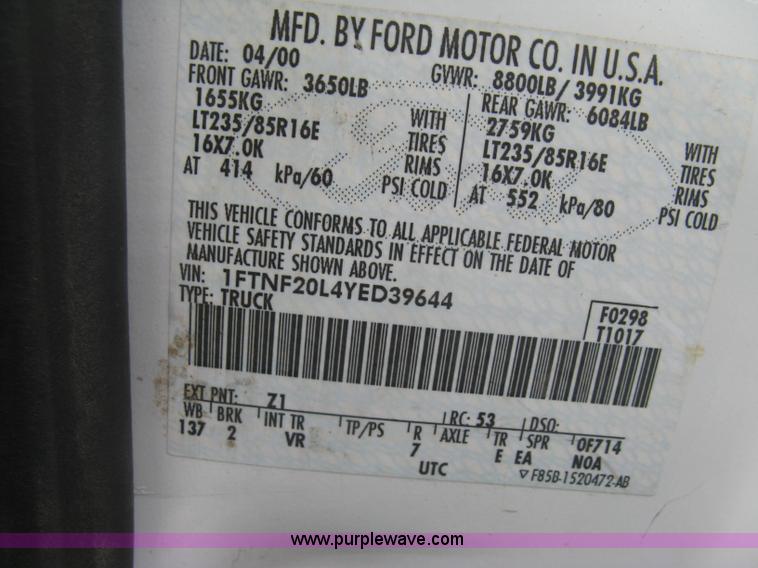 MFD. BY FORD MOTOR CO. IN U.S.A.
DATE: 04/00 GVWR: 8800LB/ 3991KG
FRONT GAWR: 3650LB REAR GAWR: 6084LB
1655KG WITH 2759KG WITH
LT235/85R16E TIRES LT235/85R16E TIRES
16X7.0K RIMS 16X7.0K RIMS
AT 414 kPa/60 PSI COLD AT 552 kPa/80 PSI COLD
THIS VEHICLE CONFORMS TO ALL APPLICABLE FEDERAL MOTOR
VEHICLE SAFETY STANDARDS IN EFFECT ON THE DATE OF
MANUFACTURE SHOWN ABOVE.
VIN: 1FTNF20L4YED39644
TYPE: TRUCK
F0298
T1017
EXT PNT: Z1 RC: 53 DSO:
WB BRK INT TR TP/PS R AXLE TR SPR 0F714
137 2 VR 7 E EA NOA
UTC ▽ F85B-1520472-AB
www.purplewave.com